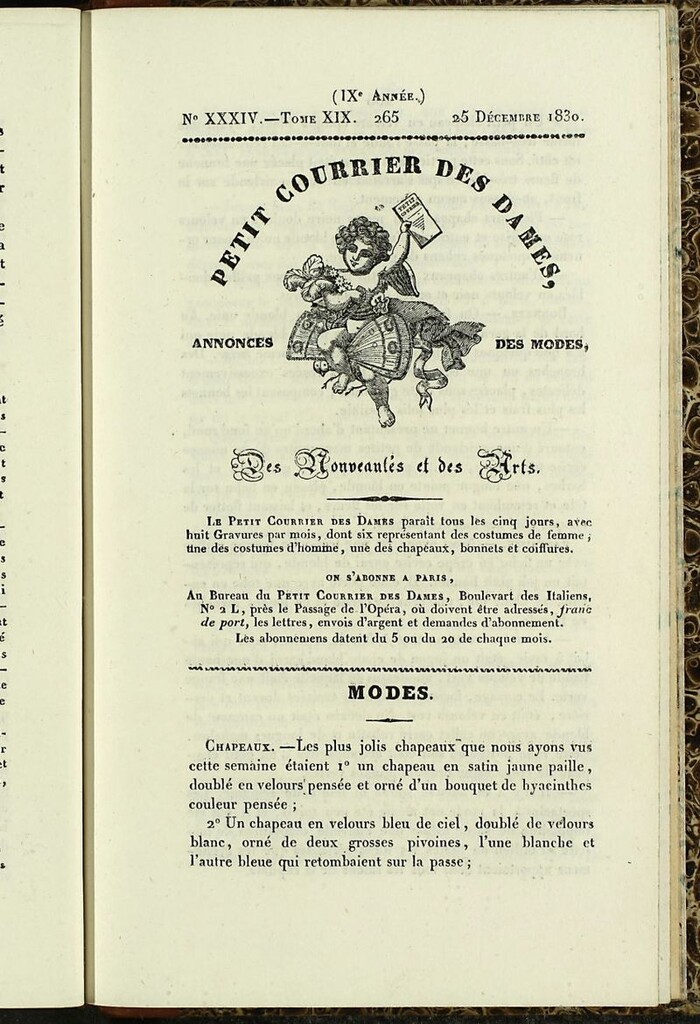 (IXe Année.)
No XXXIV.—Tome XIX. 265 25 Décembre 1830.
PETIT COURRIER DES DAMES,
PETIT COURRIER
ANNONCES DES MODES,
Des Nouveautés et des Arts.
Le Petit Courrier des Dames paraît tous les cinq jours, avec
huit Gravures par mois, dont six représentant des costumes de femme;
une des costumes d'homme, une des chapeaux, bonnets et coiffures.
ON S'ABONNE A PARIS,
Au Bureau du Petit Courrier des Dames, Boulevart des Italiens,
No 2 L, près le Passage de l'Opéra, où doivent être adressés, franc
de port, les lettres, envois d'argent et demandes d'abonnement.
Les abonnemens datent du 5 ou du 20 de chaque mois.
MODES.
Chapeaux. —Les plus jolis chapeaux que nous ayons vus
cette semaine étaient 1o un chapeau en satin jaune paille,
doublé en velours pensée et orné d'un bouquet de hyacinthes
couleur pensée;
2o Un chapeau en velours bleu de ciel, doublé de velours
blanc, orné de deux grosses pivoines, l'une blanche et
l'autre bleue qui retombaient sur la passe;